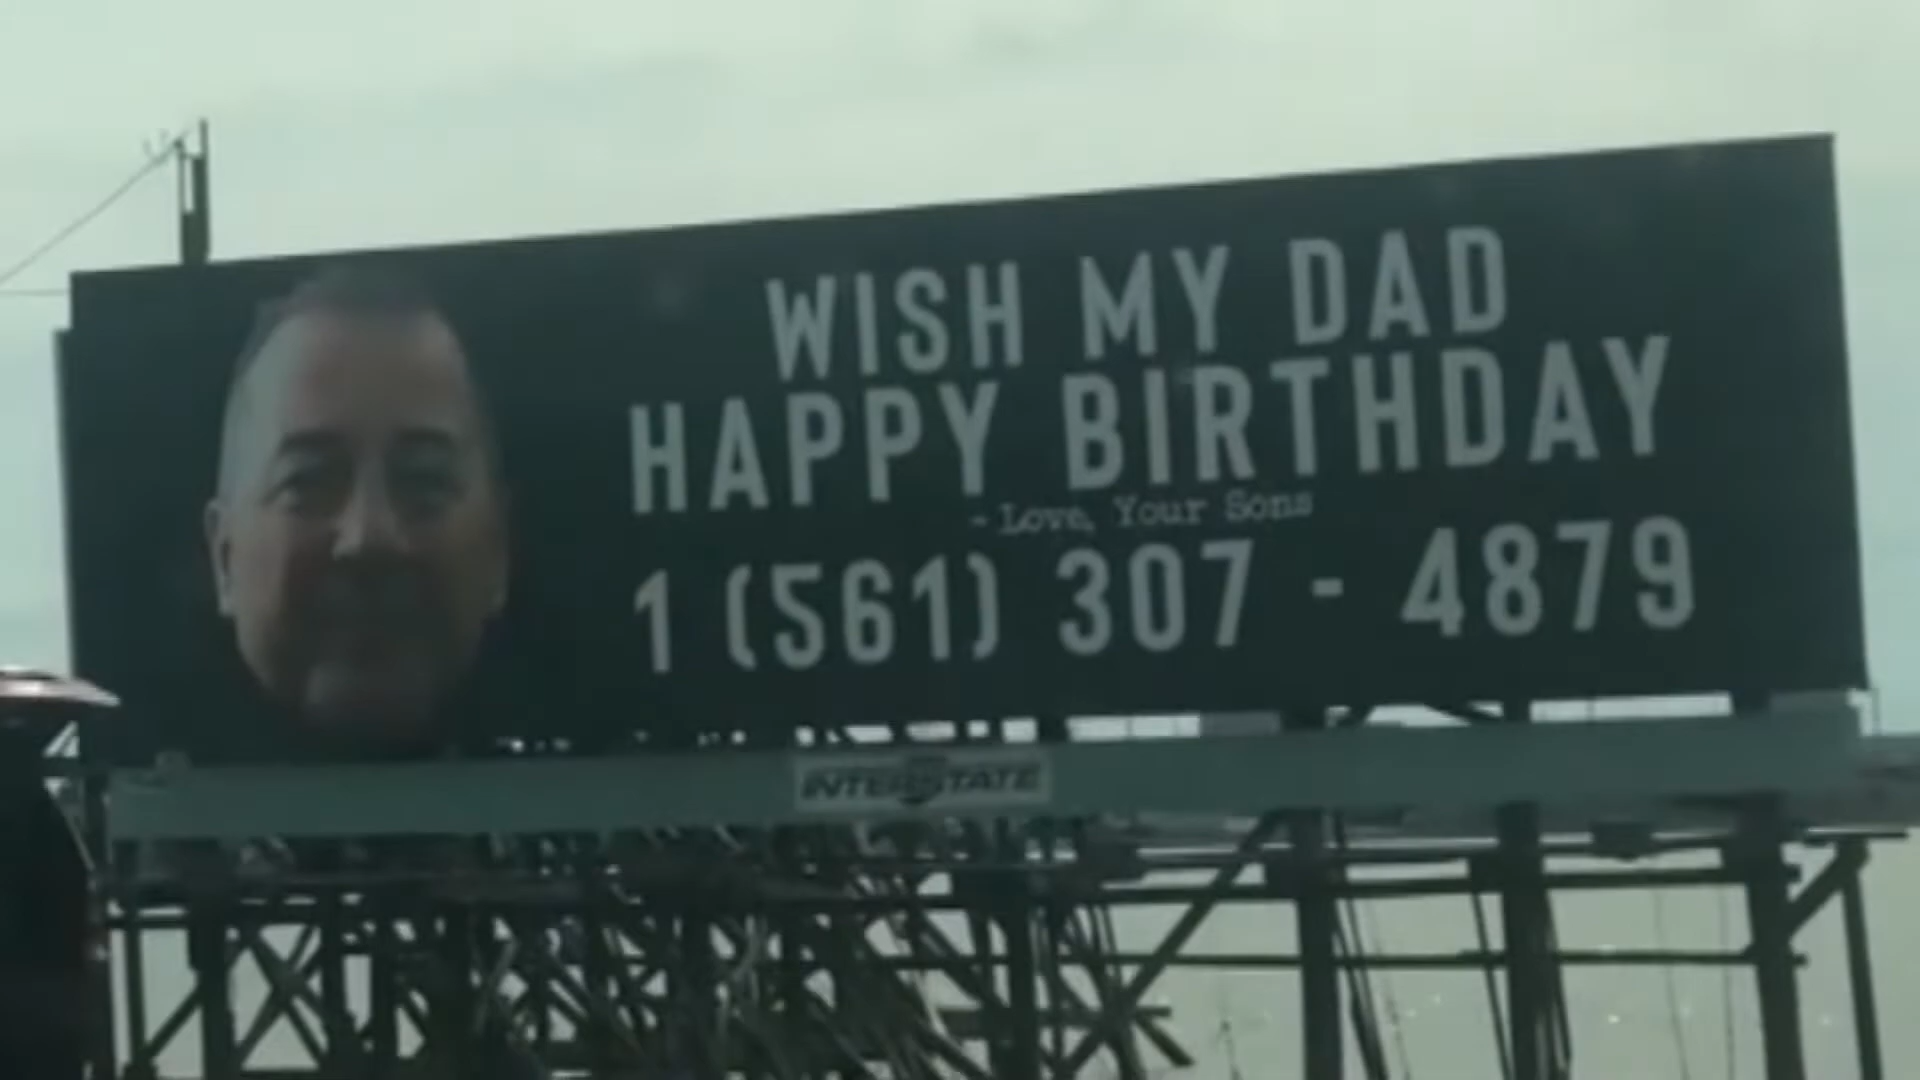 WISH MY DAD
HAPPY BIRTHDAY
- Love, Your Sons
1 (561) 307 - 4879
INTERSTATE